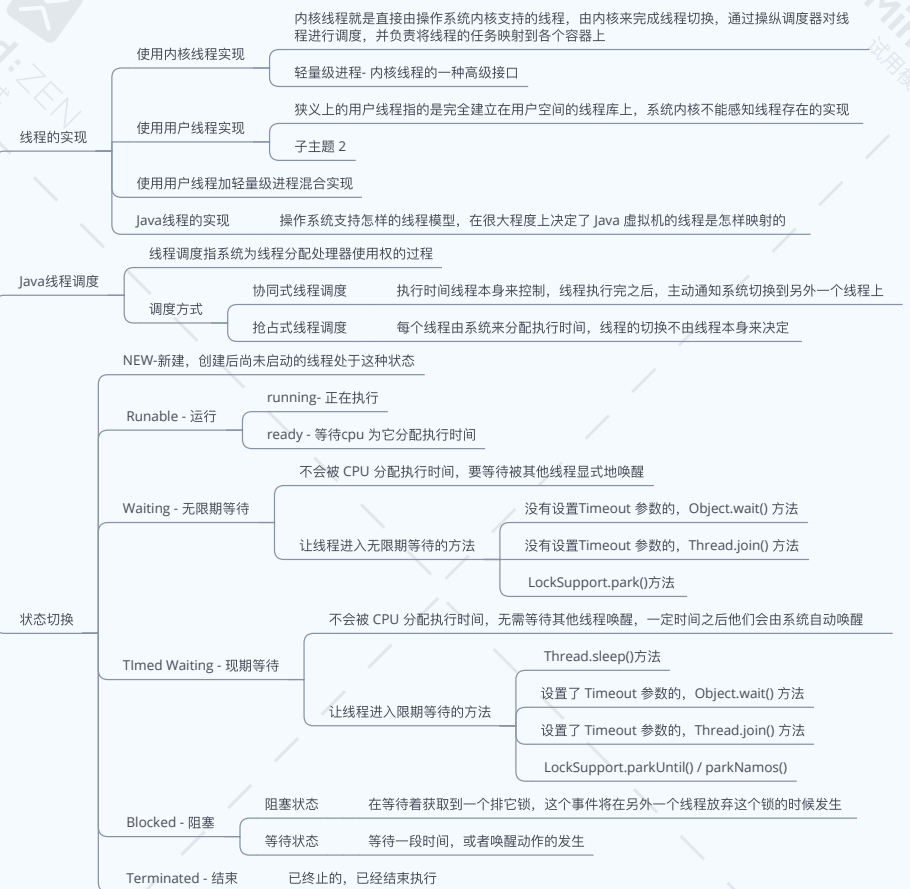 内核线程就是直接由操作系统内核支持的线程，由内核来完成线程切换，通过操纵调度器对线
程进行调度，并负责将线程的任务映射到各个容器上
使用内核线程实现
轻量级进程- 内核线程的一种高级接口
狭义上的用户线程指的是完全建立在用户空间的线程库上，系统内核不能感知线程存在的实现
使用用户线程实现
线程的实现
子主题 2
使用用户线程加轻量级进程混合实现
Java线程的实现
操作系统支持怎样的线程模型，在很大程度上决定了 Java 虚拟机的线程是怎样映射的
线程调度指系统为线程分配处理器使用权的过程
Java线程调度
协同式线程调度
执行时间线程本身来控制，线程执行完之后，主动通知系统切换到另外一个线程上
调度方式
抢占式线程调度
每个线程由系统来分配执行时间，线程的切换不由线程本身来决定
NEW-新建，创建后尚未启动的线程处于这种状态
running- 正在执行
Runable - 运行
ready - 等待cpu 为它分配执行时间
不会被 CPU 分配执行时间，要等待被其他线程显式地唤醒
Waiting - 无限期等待
没有设置Timeout 参数的，Object.wait() 方法
让线程进入无限期等待的方法
没有设置Timeout 参数的，Thread.join() 方法
LockSupport.park()方法
状态切换
不会被 CPU 分配执行时间，无需等待其他线程唤醒，一定时间之后他们会由系统自动唤醒
TImed Waiting - 现期等待
Thread.sleep()方法
设置了 Timeout 参数的，Object.wait() 方法
让线程进入限期等待的方法
设置了 Timeout 参数的，Thread.join() 方法
LockSupport.parkUntil() / parkNamos()
阻塞状态
在等待着获取到一个排它锁，这个事件将在另外一个线程放弃这个锁的时候发生
Blocked - 阻塞
等待状态
等待一段时间，或者唤醒动作的发生
Terminated - 结束
已终止的，已经结束执行